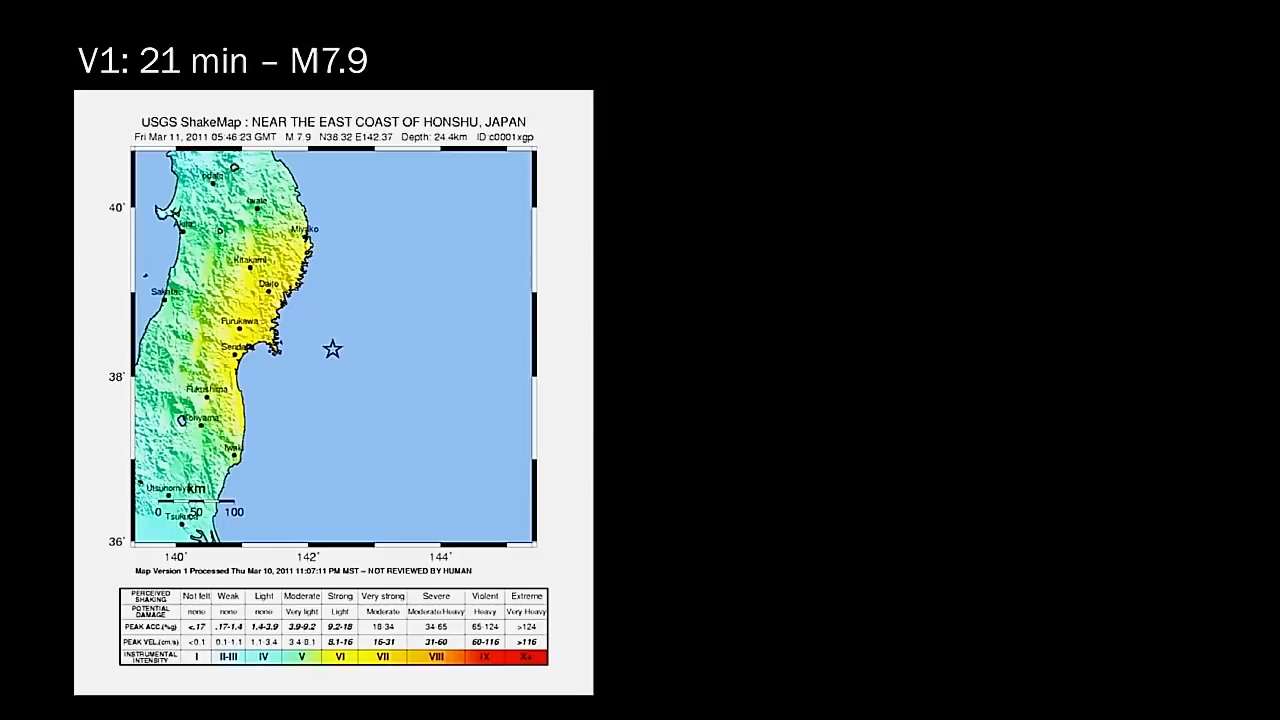 V1: 21 min – M7.9
USGS ShakeMap : NEAR THE EAST COAST OF HONSHU, JAPAN
Fri Mar 11, 2011 05:46:23 GMT M 7.9 N38.32 E142.37 Depth: 24.4km ID:c0001xgp
Iwate
40°
Akita
Miyako
Kitakami
Daito
Sakata
Furukawa
Sendai
38°
Fukushima
Koriyama
Iwaki
km
0 50 100
Tsukuba
36°
140° 142° 144°
Map Version 1 Processed Thu Mar 10, 2011 11:07:11 PM MST – NOT REVIEWED BY HUMAN
PERCEIVED SHAKING Not felt Weak Light Moderate Strong Very strong Severe Violent Extreme
POTENTIAL DAMAGE none none none Very light Light Moderate Moderate/Heavy Heavy Very Heavy
PEAK ACC.(%g) <.17 .17-1.4 1.4-3.9 3.9-9.2 9.2-18 18-34 34-65 65-124 >124
PEAK VEL.(cm/s) <0.1 0.1-1.1 1.1-3.4 3.4-8.1 8.1-16 16-31 31-60 60-116 >116
INSTRUMENTAL INTENSITY I II-III IV V VI VII VIII IX X+